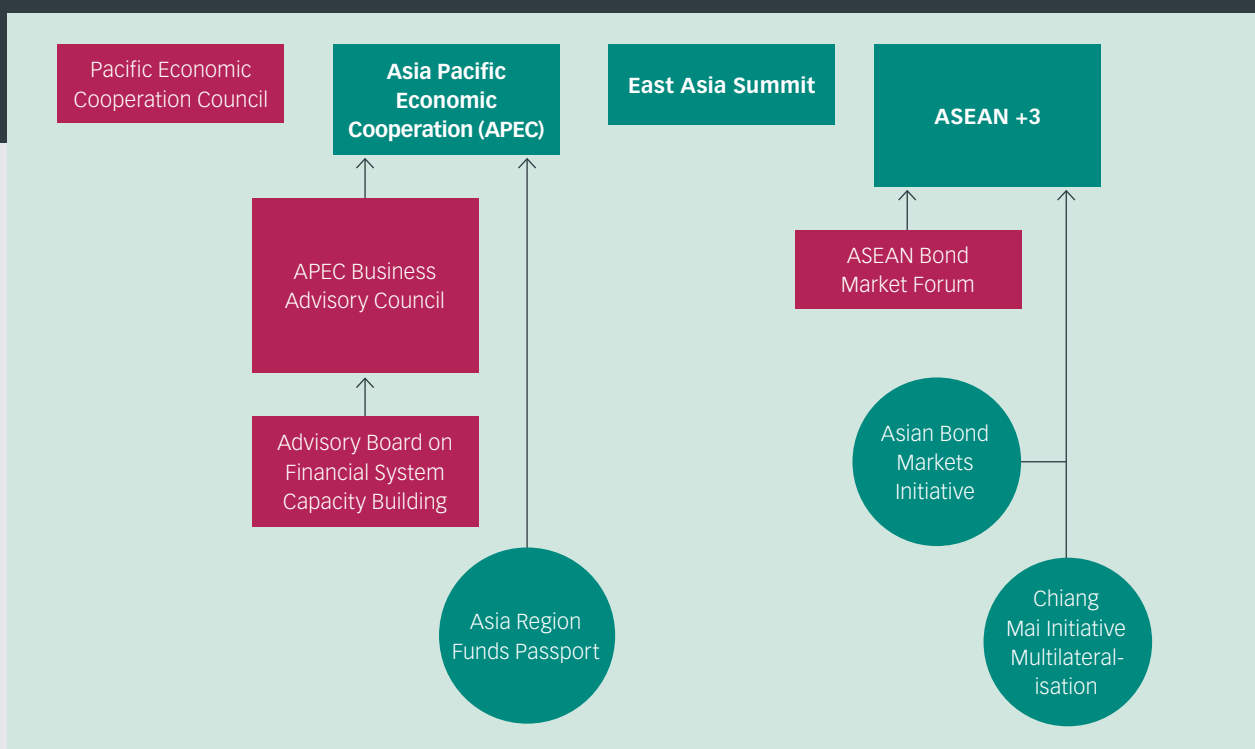 Pacific Economic
Cooperation Council
Asia Pacific
Economic
Cooperation (APEC)
East Asia Summit
ASEAN +3
APEC Business
Advisory Council
ASEAN Bond
Market Forum
Advisory Board on
Financial System
Capacity Building
Asian Bond
Markets
Initiative
Asia Region
Funds Passport
Chiang
Mai Initiative
Multilateral-
isation